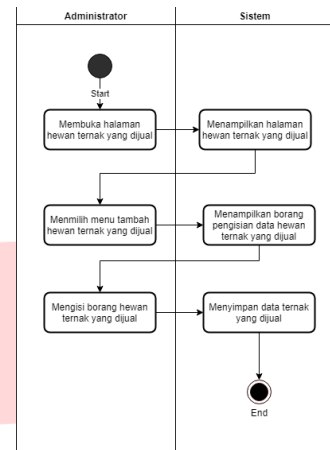 Administrator
Sistem
Start
Membuka halaman
hewan ternak yang dijual
Menampilkan halaman
hewan ternak yang dijual
Menmilih menu tambah
hewan ternak yang dijual
Menampilkan borang
pengisian data hewan
ternak yang dijual
Mengisi borang hewan
ternak yang dijual
Menyimpan data ternak
yang dijual
End